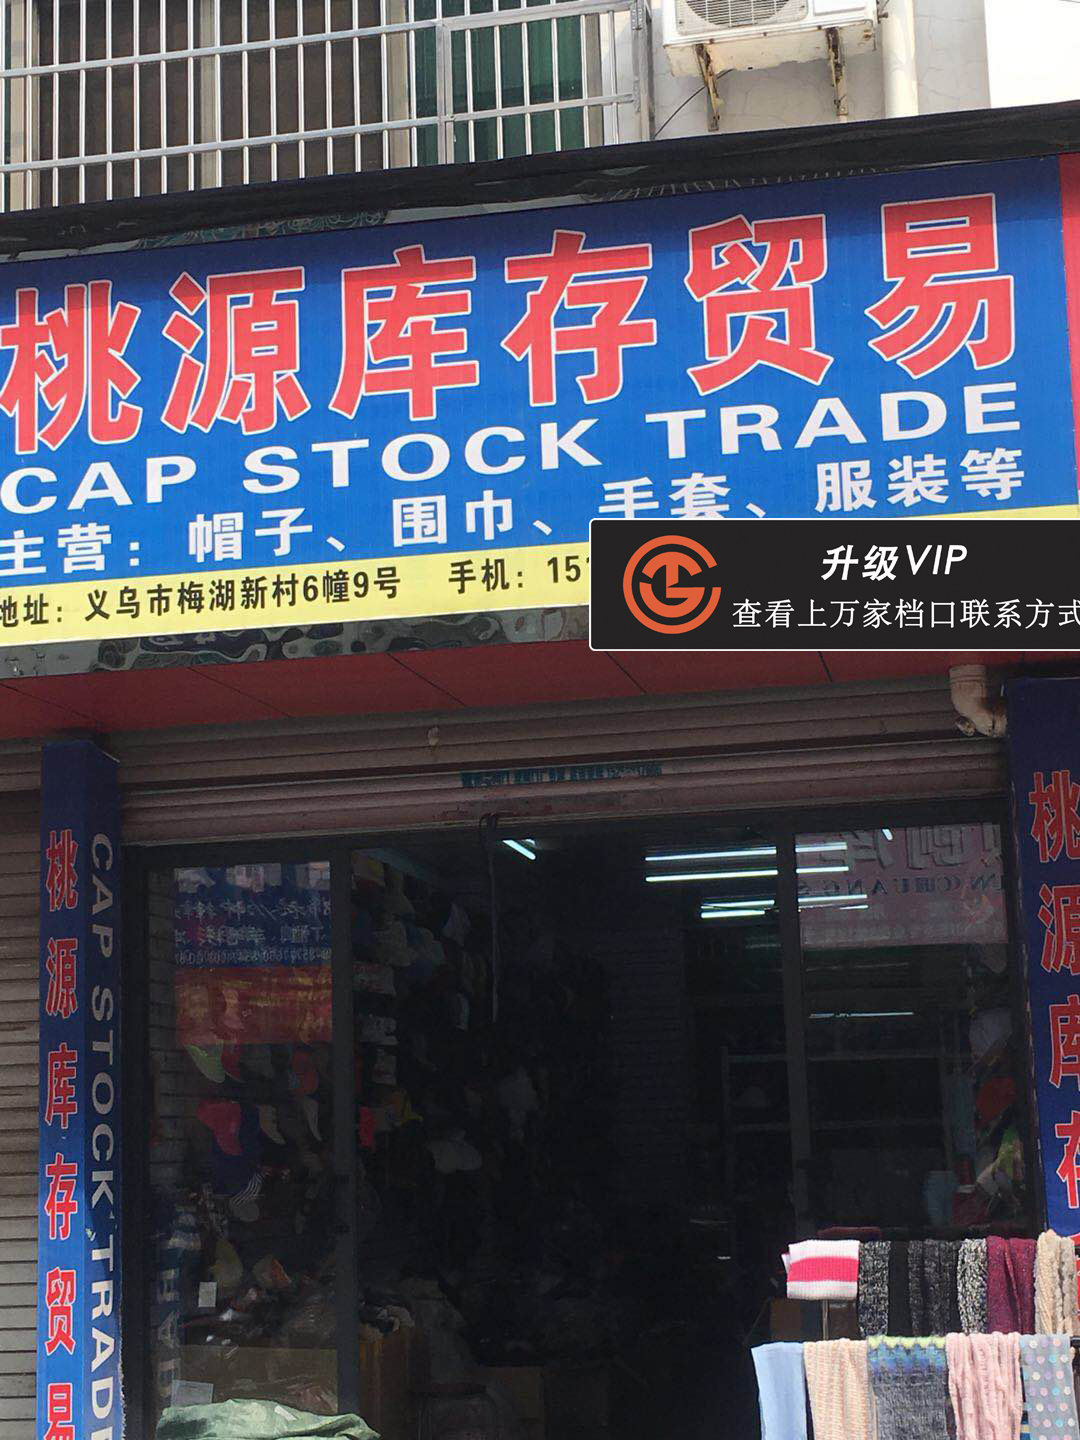 桃源库存贸易
CAP STOCK TRADE
主营：帽子、围巾、手套、服装等
地址：义乌市梅湖新村6幢9号 手机：151
升级VIP
查看上万家档口联系方式
桃源库存贸易
CAP STOCK TRADE
桃源库存